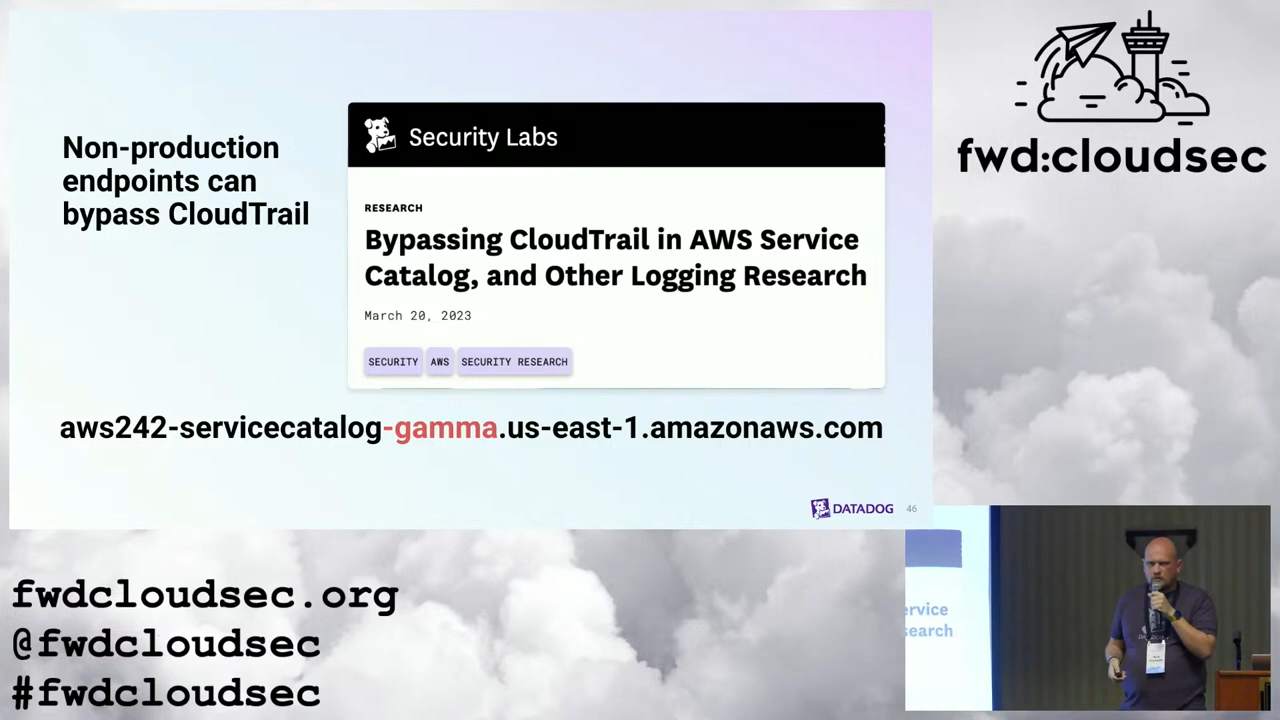 Non-production
endpoints can
bypass CloudTrail
Security Labs
RESEARCH
Bypassing CloudTrail in AWS Service
Catalog, and Other Logging Research
March 20, 2023
SECURITY AWS SECURITY RESEARCH
aws242-servicecatalog-gamma.us-east-1.amazonaws.com
DATADOG 46
fwd:cloudsec
fwdcloudsec.org
@fwdcloudsec
#fwdcloudsec
ervice
search
DATADOG